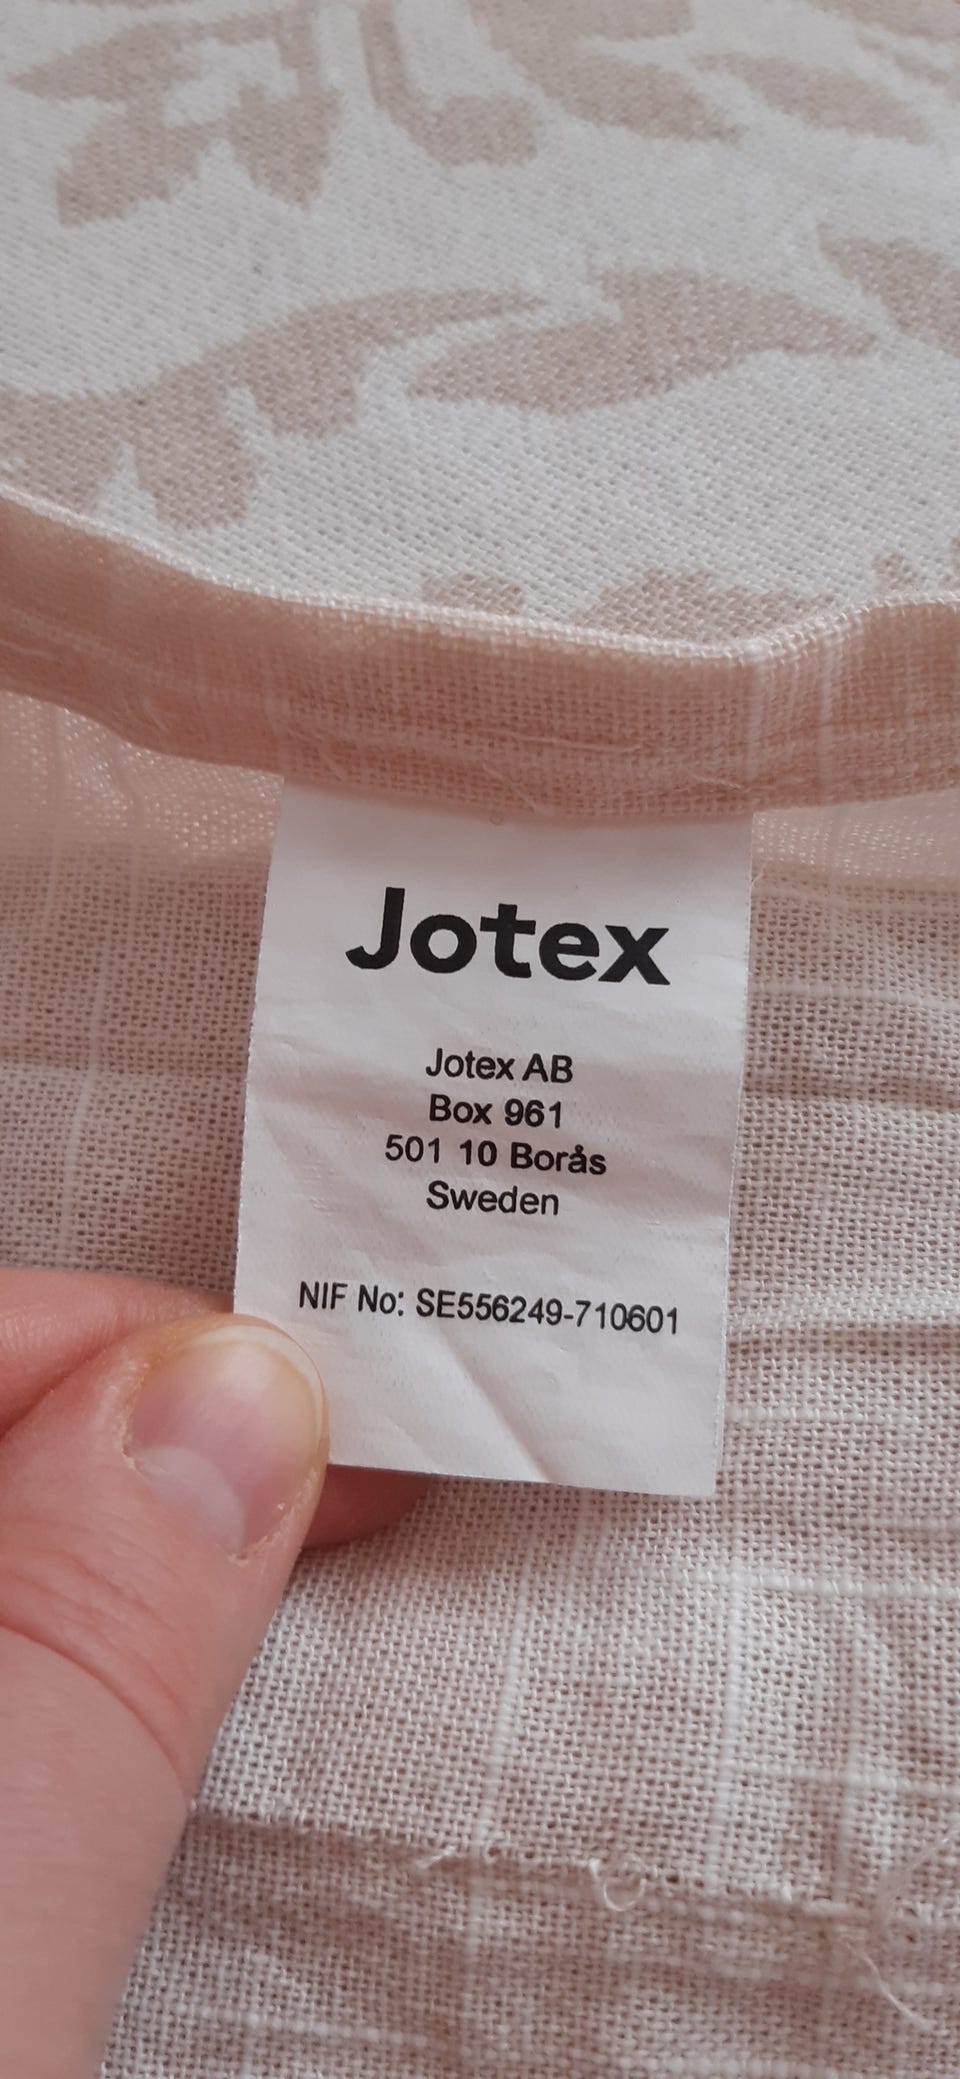 Jotex
Jotex AB
Box 961
501 10 Borås
Sweden
NIF No: SE556249-710601